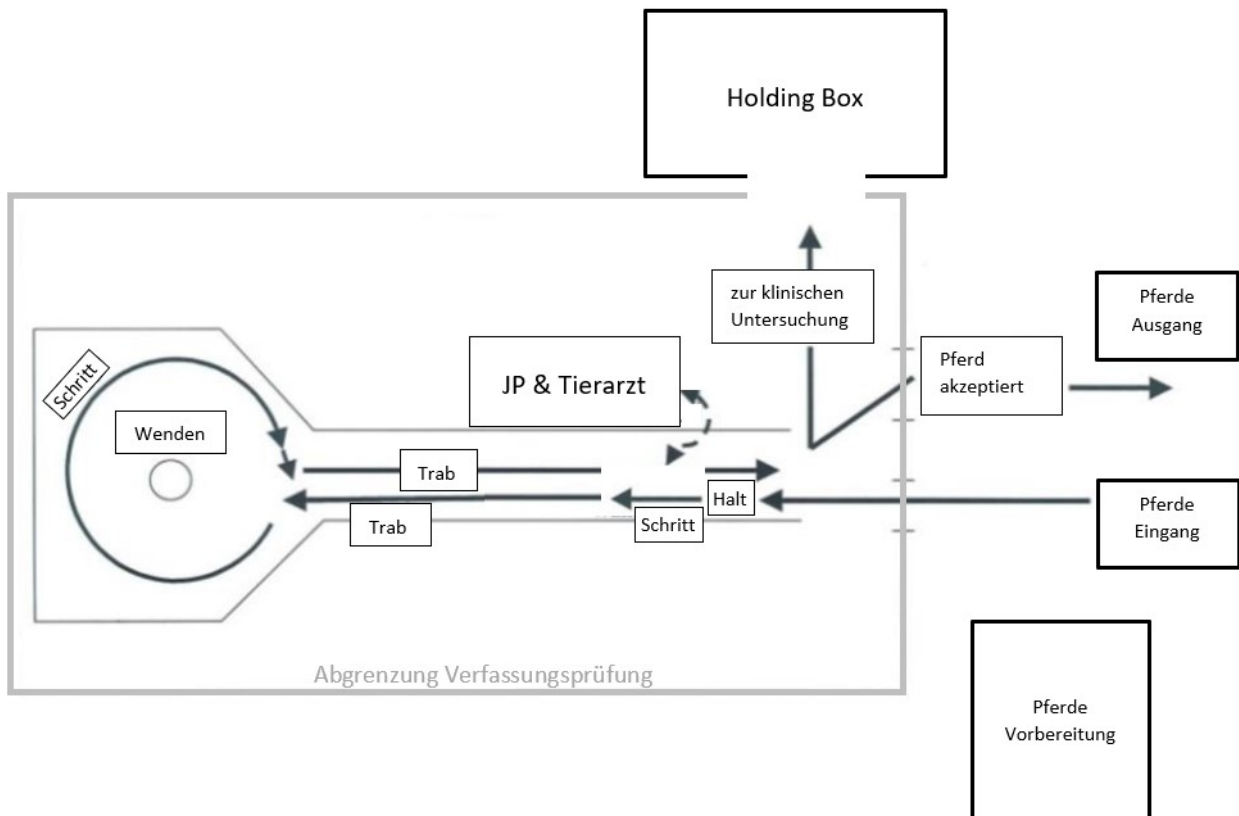 Holding Box
zur klinischen
Untersuchung
Pferde
Ausgang
Pferd
akzeptiert
JP & Tierarzt
Schritt
Wenden
Trab
Halt
Trab
Schritt
Pferde
Eingang
Abgrenzung Verfassungsprüfung
Pferde
Vorbereitung